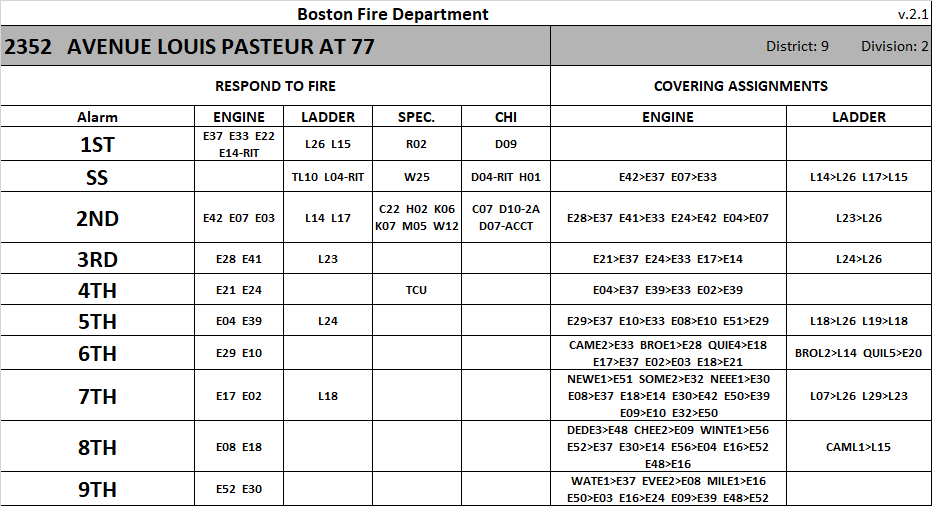 Boston Fire Department v.2.1
2352 AVENUE LOUIS PASTEUR AT 77 District: 9 Division: 2
RESPOND TO FIRE COVERING ASSIGNMENTS
Alarm ENGINE LADDER SPEC. CHI ENGINE LADDER
1ST E37 E33 E22 E14-RIT L26 L15 R02 D09
SS TL10 L04-RIT W25 D04-RIT H01 E42>E37 E07>E33 L14>L26 L17>L15
2ND E42 E07 E03 L14 L17 C22 H02 K06 K07 M05 W12 C07 D10-2A D07-ACCT E28>E37 E41>E33 E24>E42 E04>E07 L23>L26
3RD E28 E41 L23 E21>E37 E24>E33 E17>E14 L24>L26
4TH E21 E24 TCU E04>E37 E39>E33 E02>E39
5TH E04 E39 L24 E29>E37 E10>E33 E08>E10 E51>E29 L18>L26 L19>L18
6TH E29 E10 CAME2>E33 BROE1>E28 QUIE4>E18 E17>E37 E02>E03 E18>E21 BROL2>L14 QUIL5>E20
7TH E17 E02 L18 NEWE1>E51 SOME2>E32 NEEE1>E30 E08>E37 E18>E14 E30>E42 E50>E39 E09>E10 E32>E50 L07>L26 L29>L23
8TH E08 E18 DEDE3>E48 CHEE2>E09 WINTE1>E56 E52>E37 E30>E14 E56>E04 E16>E52 E48>E16 CAML1>L15
9TH E52 E30 WATE1>E37 EVEE2>E08 MILE1>E16 E50>E03 E16>E24 E09>E39 E48>E52